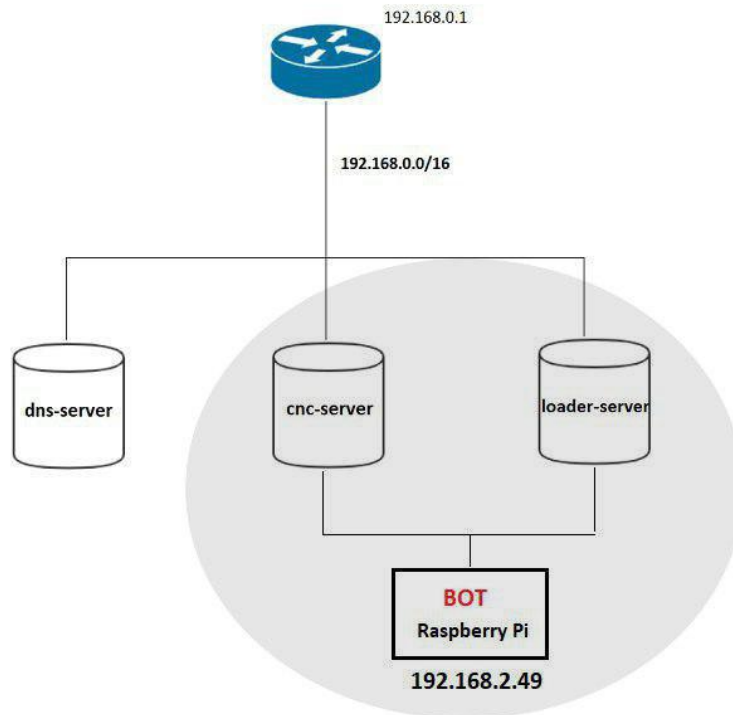 192.168.0.1
192.168.0.0/16
dns-server
cnc-server
loader-server
BOT
Raspberry Pi
192.168.2.49